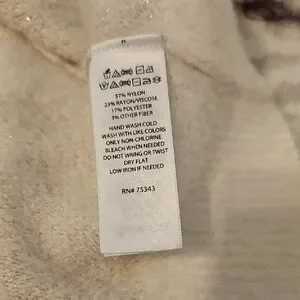 57% NYLON
23% RAYON/VISCOSE
17% POLYESTER
3% OTHER FIBER
HAND WASH COLD
WASH WITH LIKE COLORS
ONLY NON-CHLORINE
BLEACH WHEN NEEDED
DO NOT WRING OR TWIST
DRY FLAT
LOW IRON IF NEEDED
RN# 75343